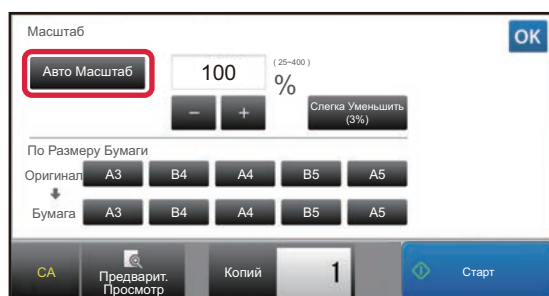 Масштаб
OK
Авто Масштаб
100
(25~400)
%
−
+
Слегка Уменьшить
(3%)
По Размеру Бумаги
Оригинал A3 B4 A4 B5 A5
Бумага A3 B4 A4 B5 A5
CA
Предварит.
Просмотр
Копий
1
Старт